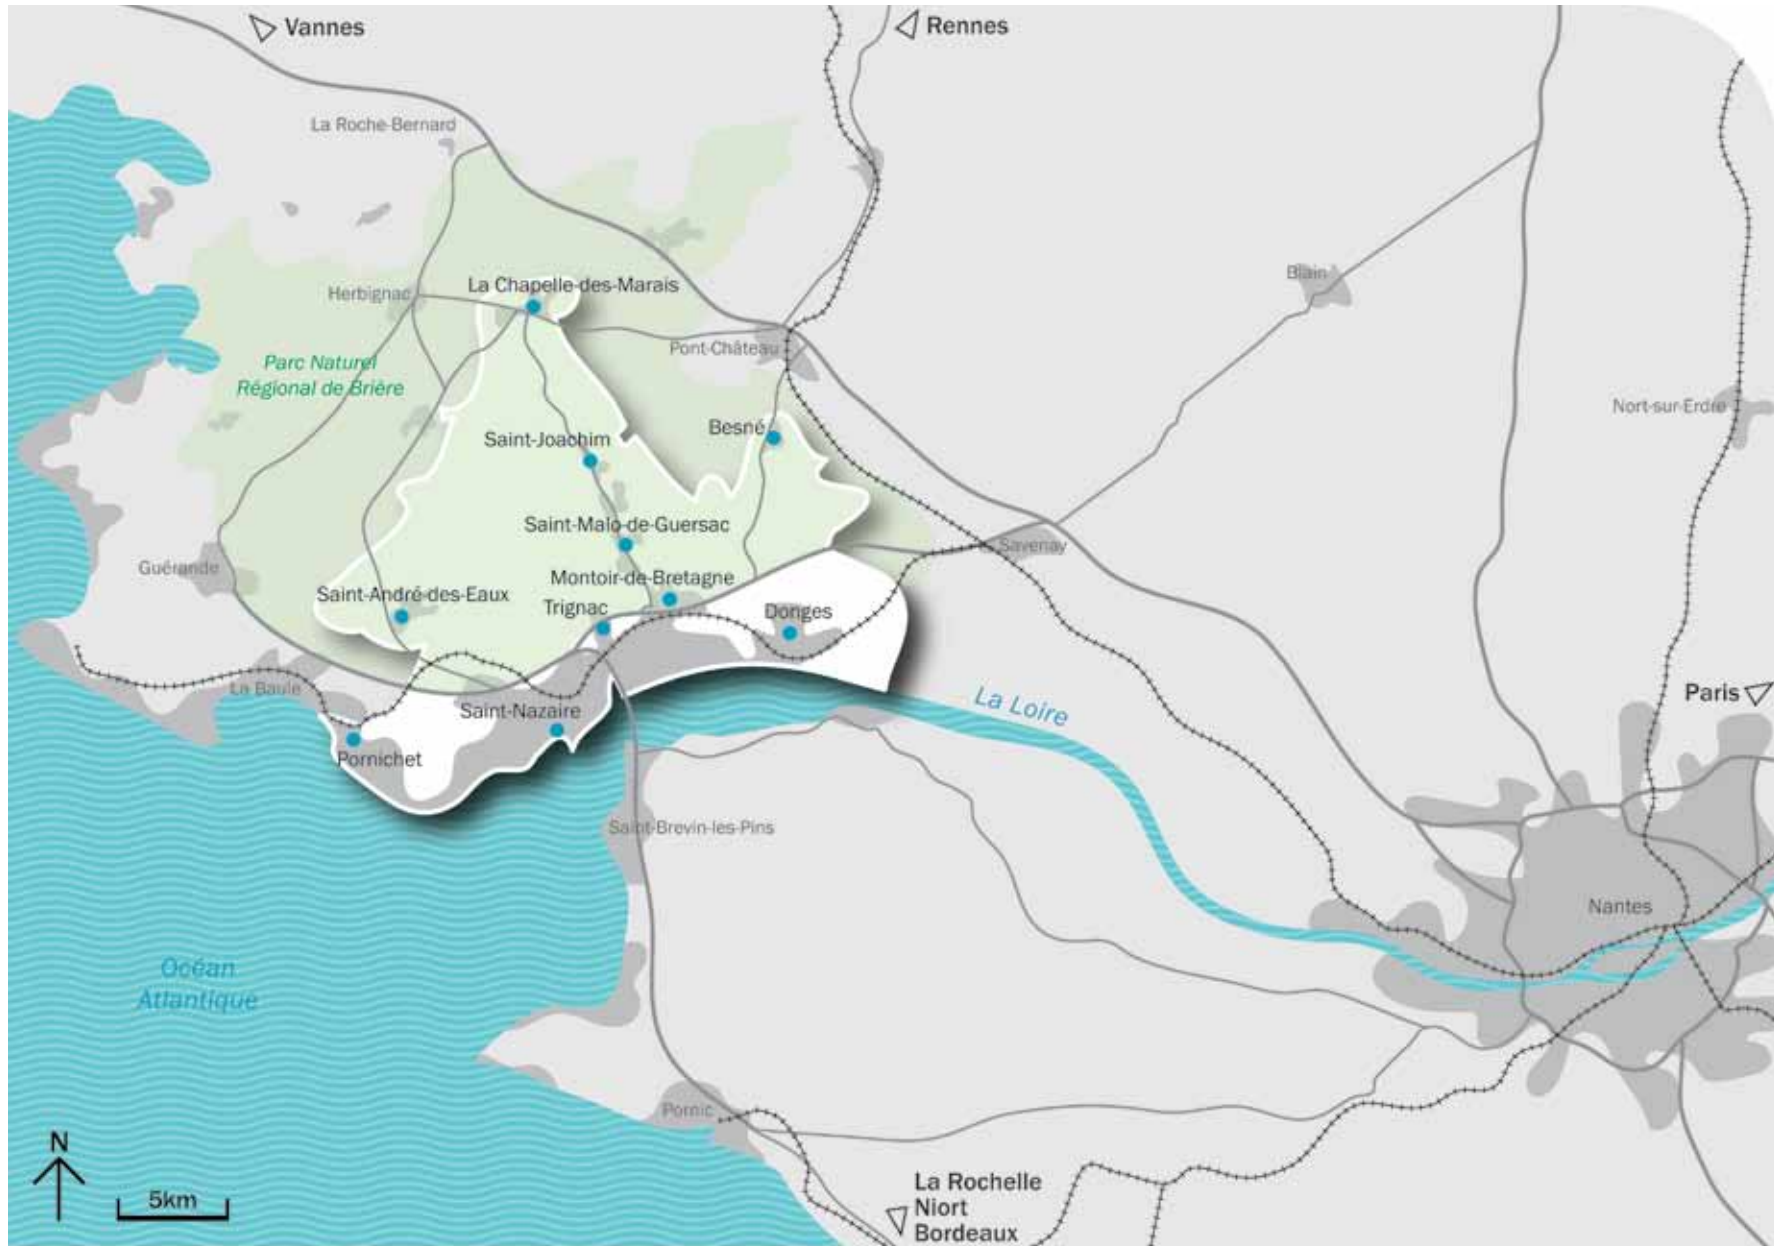 Vannes
Rennes
La Roche-Bernard
La Chapelle-des-Marais
Herbignac
Blain
Pont-Château
Parc Naturel
Régional de Brière
Nort-sur-Erdre
Besné
Saint-Joachim
Saint-Malo-de-Guersac
Savenay
Guérande
Montoir-de-Bretagne
Saint-André-des-Eaux
Trignac
Donges
La Baule
Paris
La Loire
Saint-Nazaire
Pornichet
Saint-Brevin-les-Pins
Nantes
Océan
Atlantique
Pornic
N
5km
La Rochelle
Niort
Bordeaux